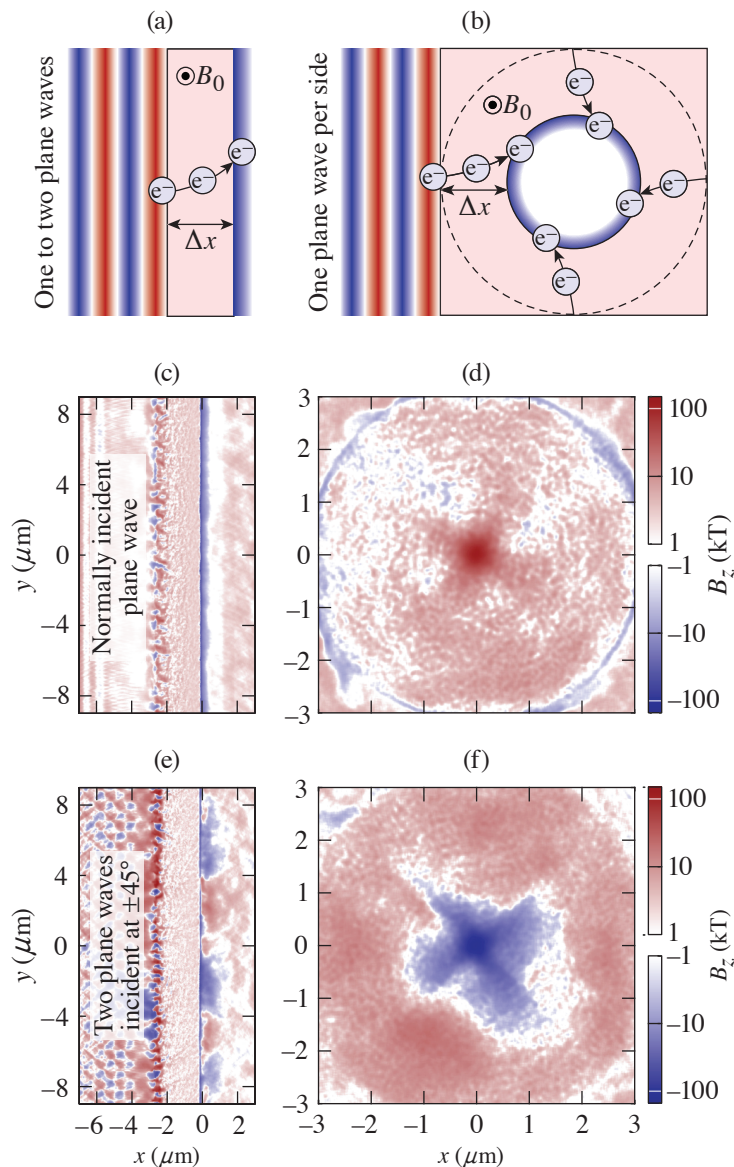 (a)
(b)
One to two plane waves
B0
e−
e−
e−
Δx
One plane wave per side
B0
e−
e−
e−
e−
e−
e−
e−
e−
e−
Δx
(c)
(d)
Normally incident
plane wave
y (μm)
8
4
0
−4
−8
3
2
1
0
−1
−2
−3
100
10
1
−1
−10
−100
Bz (kT)
(e)
(f)
Two plane waves
incident at ±45°
y (μm)
8
4
0
−4
−8
−6 −4 −2 0 2
x (μm)
3
2
1
0
−1
−2
−3
−3 −2 −1 0 1 2 3
x (μm)
100
10
1
−1
−10
−100
Bz (kT)